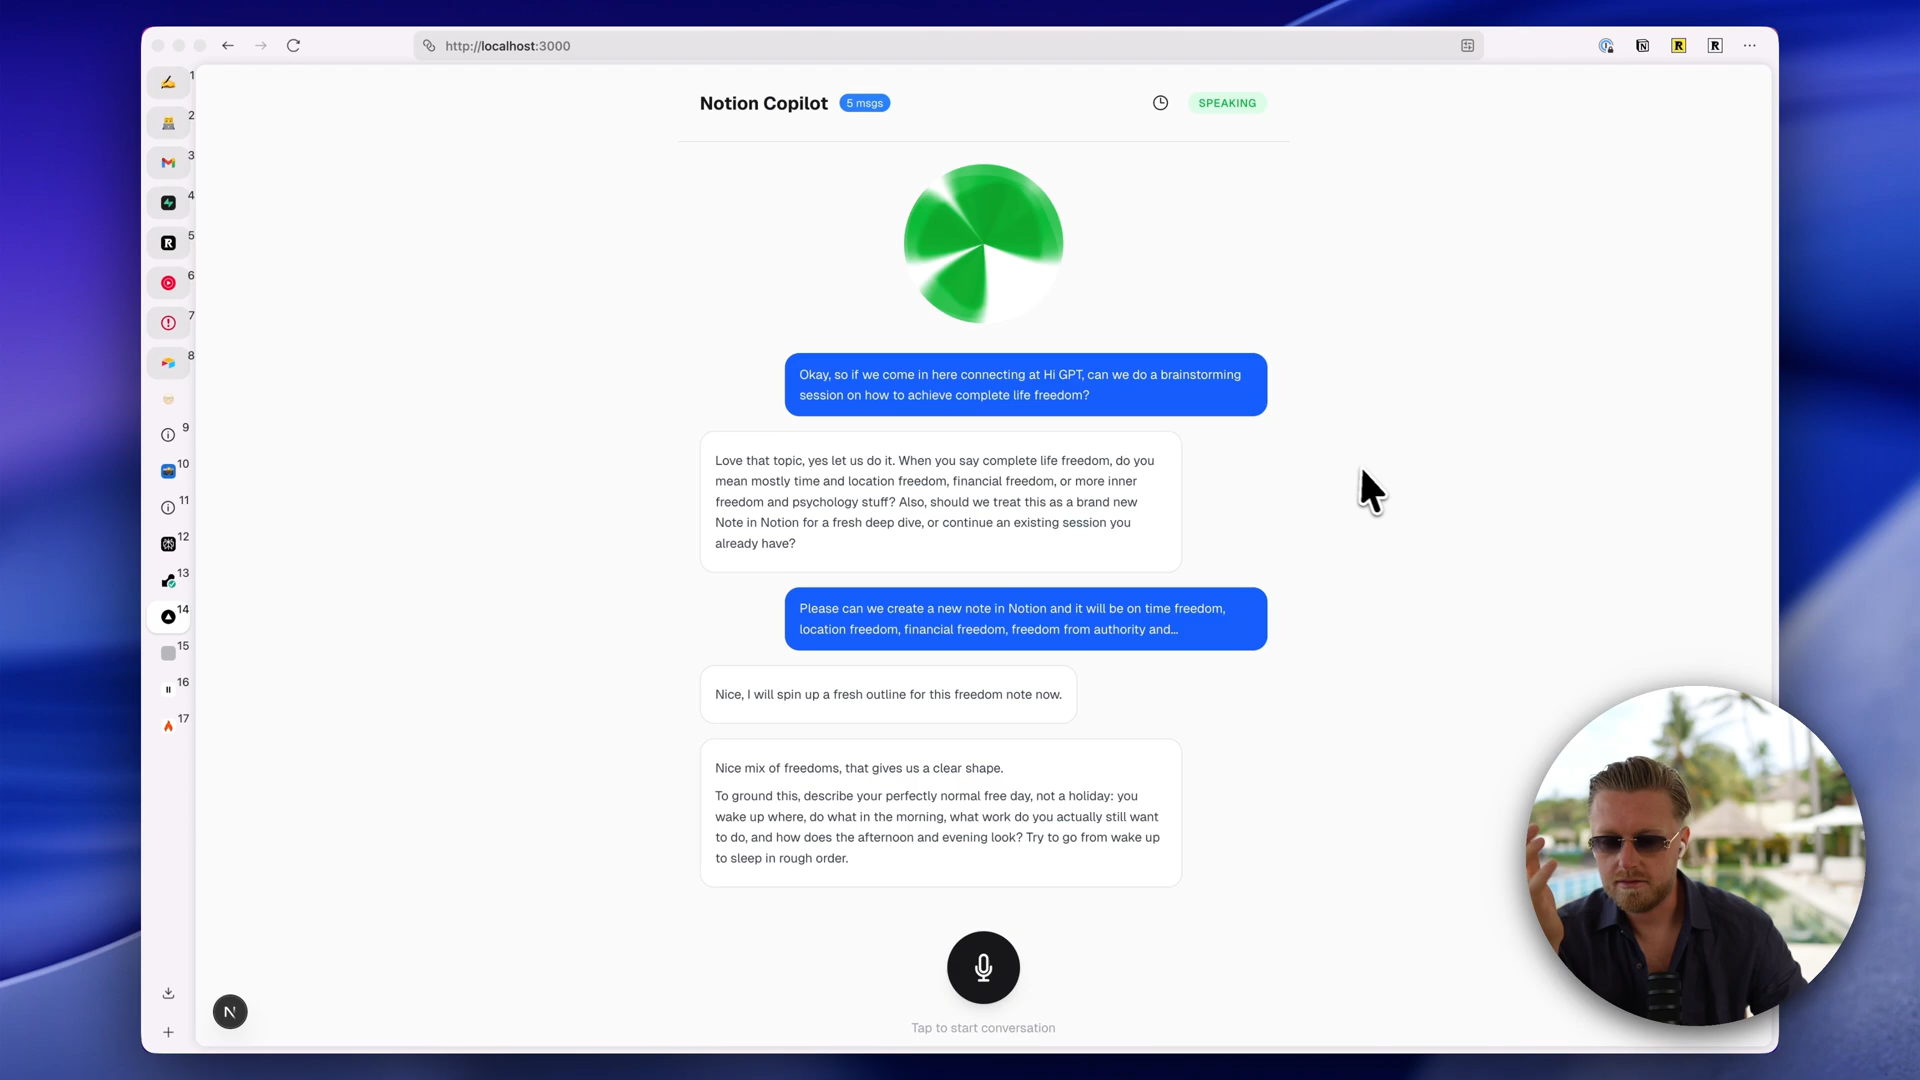 http://localhost:3000
R
R
1
2
3
4
R
5
6
7
8
9
10
11
12
13
14
15
16
17
Notion Copilot
5 msgs
SPEAKING
Okay, so if we come in here connecting at Hi GPT, can we do a brainstorming
session on how to achieve complete life freedom?
Love that topic, yes let us do it. When you say complete life freedom, do you
mean mostly time and location freedom, financial freedom, or more inner
freedom and psychology stuff? Also, should we treat this as a brand new
Note in Notion for a fresh deep dive, or continue an existing session you
already have?
Please can we create a new note in Notion and it will be on time freedom,
location freedom, financial freedom, freedom from authority and...
Nice, I will spin up a fresh outline for this freedom note now.
Nice mix of freedoms, that gives us a clear shape.
To ground this, describe your perfectly normal free day, not a holiday: you
wake up where, do what in the morning, what work do you actually still want
to do, and how does the afternoon and evening look? Try to go from wake up
to sleep in rough order.
N
Tap to start conversation